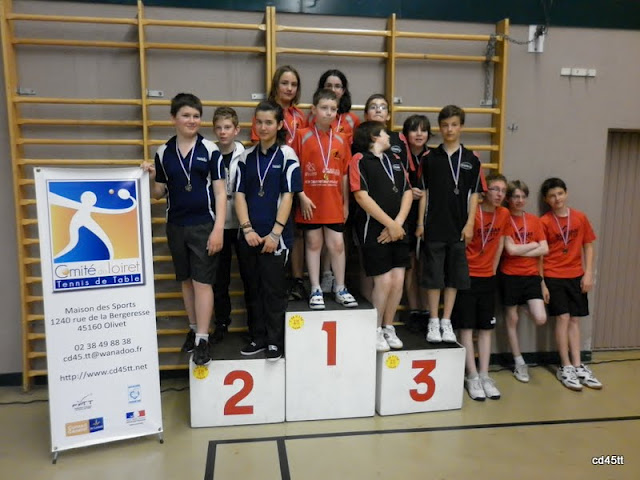 Comité du Loiret
Tennis de Table
Maison des Sports
1240 rue de la Bergeresse
45160 Olivet
02 38 49 88 38
cd45.tt@wanadoo.fr
http://www.cd45tt.net
FFTT
2
1
3
cd45tt